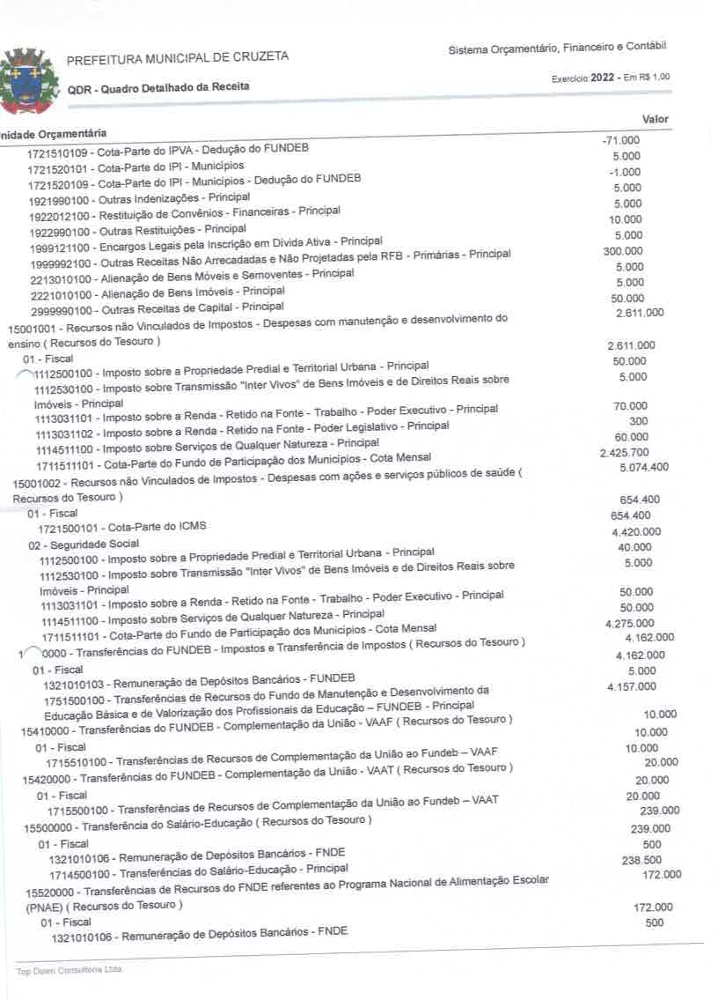 PREFEITURA MUNICIPAL DE CRUZETA
Sistema Orçamentário, Financeiro e Contábil
QDR - Quadro Detalhado da Receita
Exercício: 2022 - Em R$ 1,00
nidade Orçamentária Valor
1721510109 - Cota-Parte do IPVA - Dedução do FUNDEB -71.000
1721520101 - Cota-Parte do IPI - Municípios 5.000
1721520109 - Cota-Parte do IPI - Municípios - Dedução do FUNDEB -1.000
1921990100 - Outras Indenizações - Principal 5.000
1922012100 - Restituição de Convênios - Financeiras - Principal 5.000
1922990100 - Outras Restituições - Principal 10.000
1999121100 - Encargos Legais pela Inscrição em Dívida Ativa - Principal 5.000
1999992100 - Outras Receitas Não Arrecadadas e Não Projetadas pela RFB - Primárias - Principal 300.000
2213010100 - Alienação de Bens Móveis e Semoventes - Principal 5.000
2221010100 - Alienação de Bens Imóveis - Principal 5.000
2999990100 - Outras Receitas de Capital - Principal 50.000
15001001 - Recursos não Vinculados de Impostos - Despesas com manutenção e desenvolvimento do 2.611.000
ensino ( Recursos do Tesouro )
01 - Fiscal 2.611.000
1112500100 - Imposto sobre a Propriedade Predial e Territorial Urbana - Principal 50.000
1112530100 - Imposto sobre Transmissão "Inter Vivos" de Bens Imóveis e de Direitos Reais sobre 5.000
Imóveis - Principal
1113031101 - Imposto sobre a Renda - Retido na Fonte - Trabalho - Poder Executivo - Principal 70.000
1113031102 - Imposto sobre a Renda - Retido na Fonte - Poder Legislativo - Principal 300
1114511100 - Imposto sobre Serviços de Qualquer Natureza - Principal 60.000
1711511101 - Cota-Parte do Fundo de Participação dos Municípios - Cota Mensal 2.425.700
15001002 - Recursos não Vinculados de Impostos - Despesas com ações e serviços públicos de saúde ( 5.074.400
Recursos do Tesouro )
01 - Fiscal 654.400
1721500101 - Cota-Parte do ICMS 654.400
02 - Seguridade Social 4.420.000
1112500100 - Imposto sobre a Propriedade Predial e Territorial Urbana - Principal 40.000
1112530100 - Imposto sobre Transmissão "Inter Vivos" de Bens Imóveis e de Direitos Reais sobre 5.000
Imóveis - Principal
1113031101 - Imposto sobre a Renda - Retido na Fonte - Trabalho - Poder Executivo - Principal 50.000
1114511100 - Imposto sobre Serviços de Qualquer Natureza - Principal 50.000
1711511101 - Cota-Parte do Fundo de Participação dos Municípios - Cota Mensal 4.275.000
1 0000 - Transferências do FUNDEB - Impostos e Transferência de Impostos ( Recursos do Tesouro ) 4.162.000
01 - Fiscal 4.162.000
1321010103 - Remuneração de Depósitos Bancários - FUNDEB 5.000
1751500100 - Transferências de Recursos do Fundo de Manutenção e Desenvolvimento da 4.157.000
Educação Básica e de Valorização dos Profissionais da Educação – FUNDEB - Principal
15410000 - Transferências do FUNDEB - Complementação da União - VAAF ( Recursos do Tesouro ) 10.000
01 - Fiscal 10.000
1715510100 - Transferências de Recursos de Complementação da União ao Fundeb – VAAF 10.000
15420000 - Transferências do FUNDEB - Complementação da União - VAAT ( Recursos do Tesouro ) 20.000
01 - Fiscal 20.000
1715500100 - Transferências de Recursos de Complementação da União ao Fundeb – VAAT 20.000
15500000 - Transferência do Salário-Educação ( Recursos do Tesouro ) 239.000
01 - Fiscal 239.000
1321010106 - Remuneração de Depósitos Bancários - FNDE 500
1714500100 - Transferências do Salário-Educação - Principal 238.500
15520000 - Transferências de Recursos do FNDE referentes ao Programa Nacional de Alimentação Escolar 172.000
(PNAE) ( Recursos do Tesouro )
01 - Fiscal 172.000
1321010106 - Remuneração de Depósitos Bancários - FNDE 500
Top Down Consultoria Ltda.